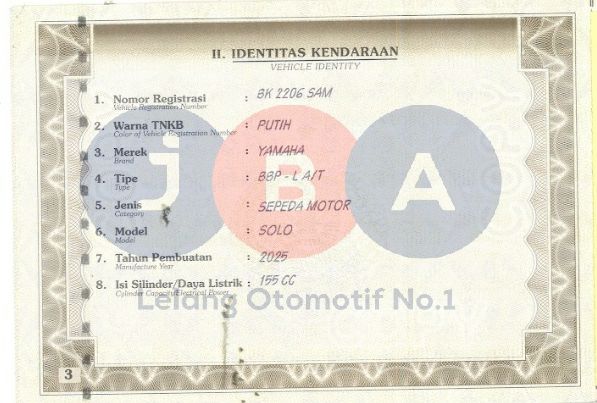 II. IDENTITAS KENDARAAN
VEHICLE IDENTITY
1. Nomor Registrasi : BK 2206 SAM
Vehicle Registration Number
2. Warna TNKB : PUTIH
Color of Vehicle Registration Number
3. Merek : YAMAHA
Brand
4. Tipe : BBP - L A/T
Type
5. Jenis : SEPEDA MOTOR
Category
6. Model : SOLO
Model
7. Tahun Pembuatan : 2025
Manufacture Year
8. Isi Silinder/Daya Listrik : 155 CC
Cylinder Capacity/Electrical Power
JBA
Lelang Otomotif No.1
3